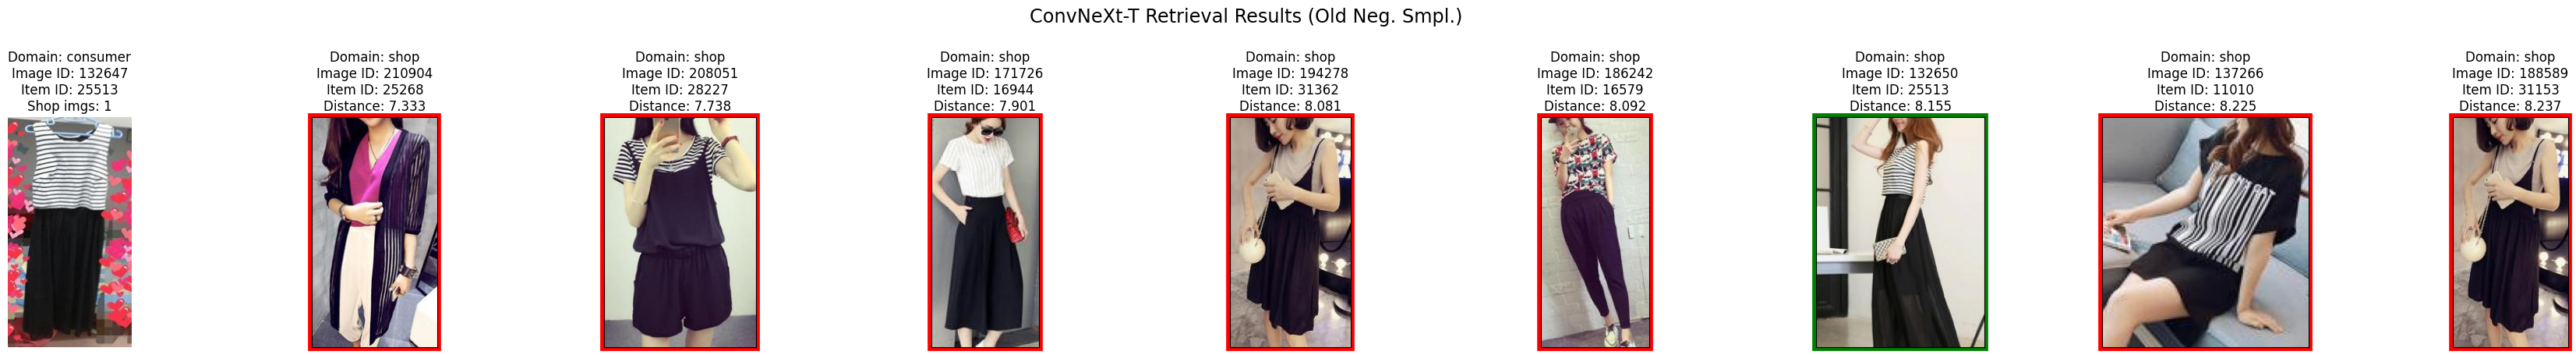 ConvNeXt-T Retrieval Results (Old Neg. Smpl.)
Domain: consumer
Image ID: 132647
Item ID: 25513
Shop imgs: 1
Domain: shop
Image ID: 210904
Item ID: 25268
Distance: 7.333
Domain: shop
Image ID: 208051
Item ID: 28227
Distance: 7.738
Domain: shop
Image ID: 171726
Item ID: 16944
Distance: 7.901
Domain: shop
Image ID: 194278
Item ID: 31362
Distance: 8.081
Domain: shop
Image ID: 186242
Item ID: 16579
Distance: 8.092
Domain: shop
Image ID: 132650
Item ID: 25513
Distance: 8.155
Domain: shop
Image ID: 137266
Item ID: 11010
Distance: 8.225
Domain: shop
Image ID: 188589
Item ID: 31153
Distance: 8.237